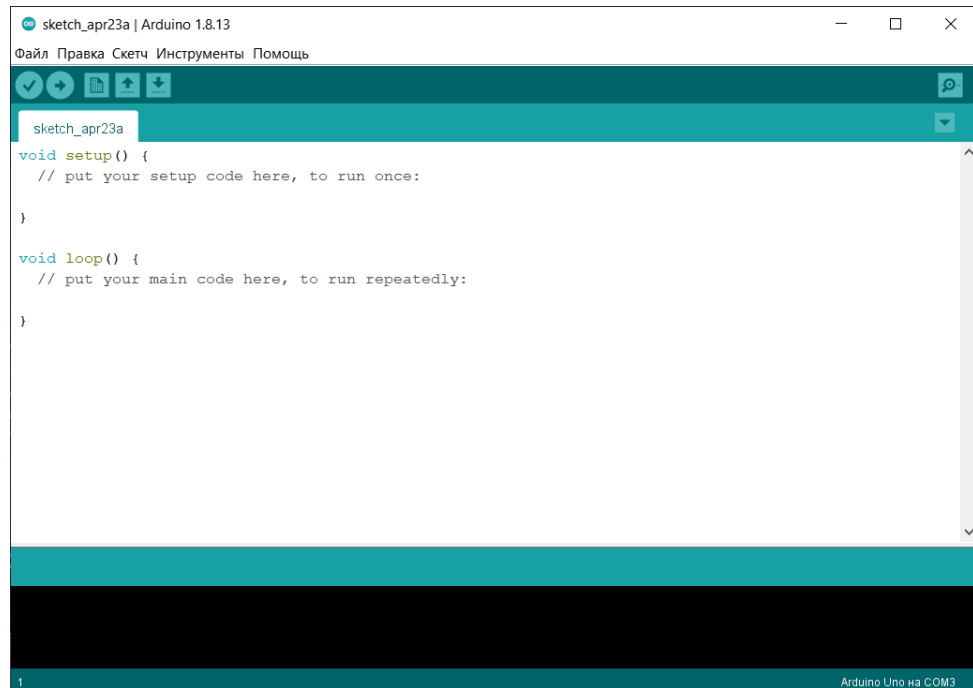 sketch_apr23a | Arduino 1.8.13
Файл Правка Скетч Инструменты Помощь
sketch_apr23a
void setup() {
  // put your setup code here, to run once:
}
void loop() {
  // put your main code here, to run repeatedly:
}
1
Arduino Uno на COM3